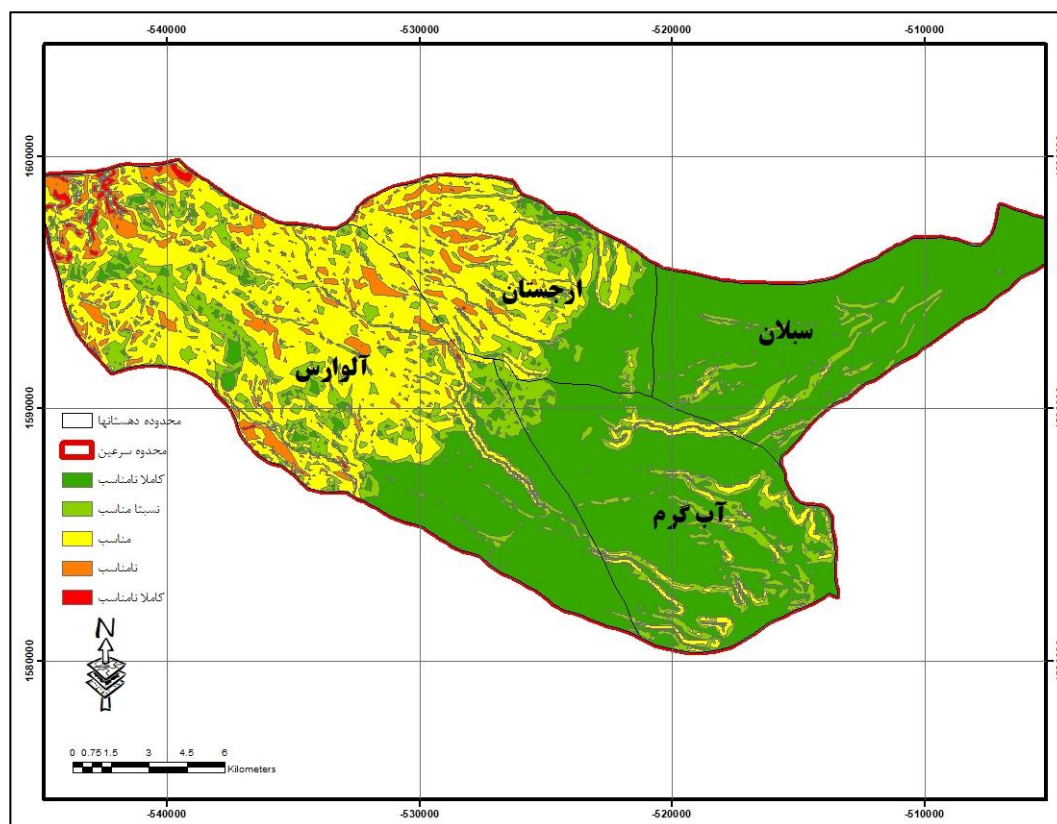 -540000 -530000 -520000 -510000
1600000
1590000
1580000
ارجستان
سبلان
آلوارس
آب گرم
محدوده دهستانها
محدوه سرعین
کاملا نامناسب
نسبتا مناسب
مناسب
نامناسب
کاملا نامناسب
N
0 0.75 1.5 3 4.5 6
Kilometers
-540000 -530000 -520000 -510000